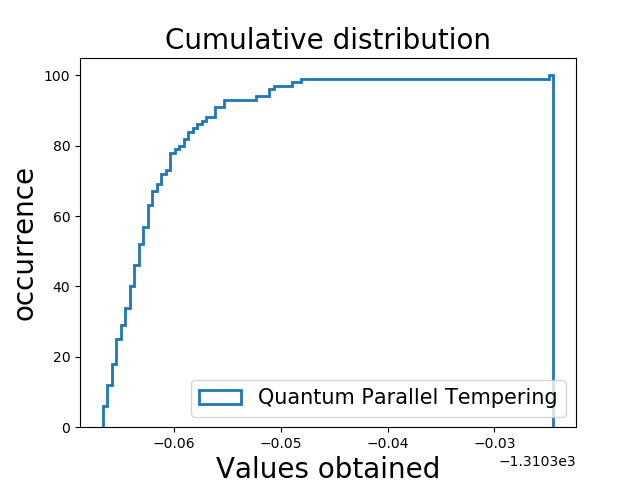 Cumulative distribution
occurrence
100
80
60
40
20
0
Quantum Parallel Tempering
−0.06 −0.05 −0.04 −0.03
−1.3103e3
Values obtained